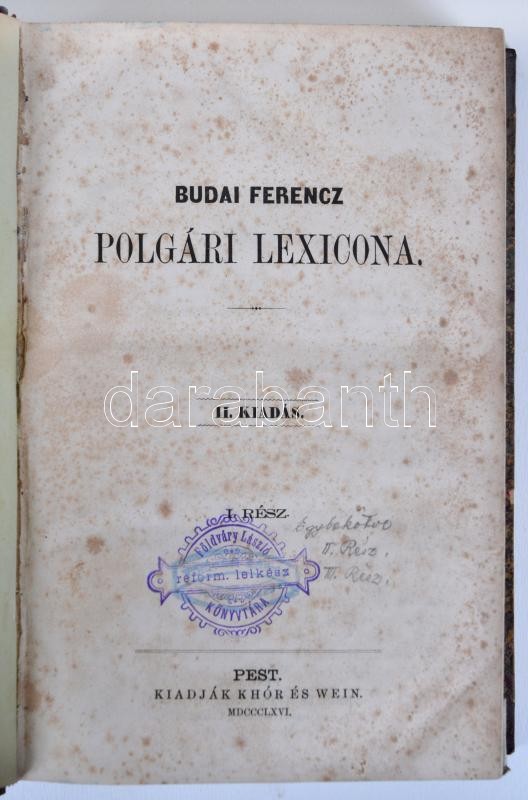 BUDAI FERENCZ
POLGÁRI LEXICONA.
II. KIADÁS.
darabanth
I. RÉSZ.
Egybekötve
II. Rész.
III. Rész.
Földváry László
reform. lelkész
KÖNYVTÁRA
PEST.
KIADJÁK KHÓR ÉS WEIN.
MDCCCLXVI.